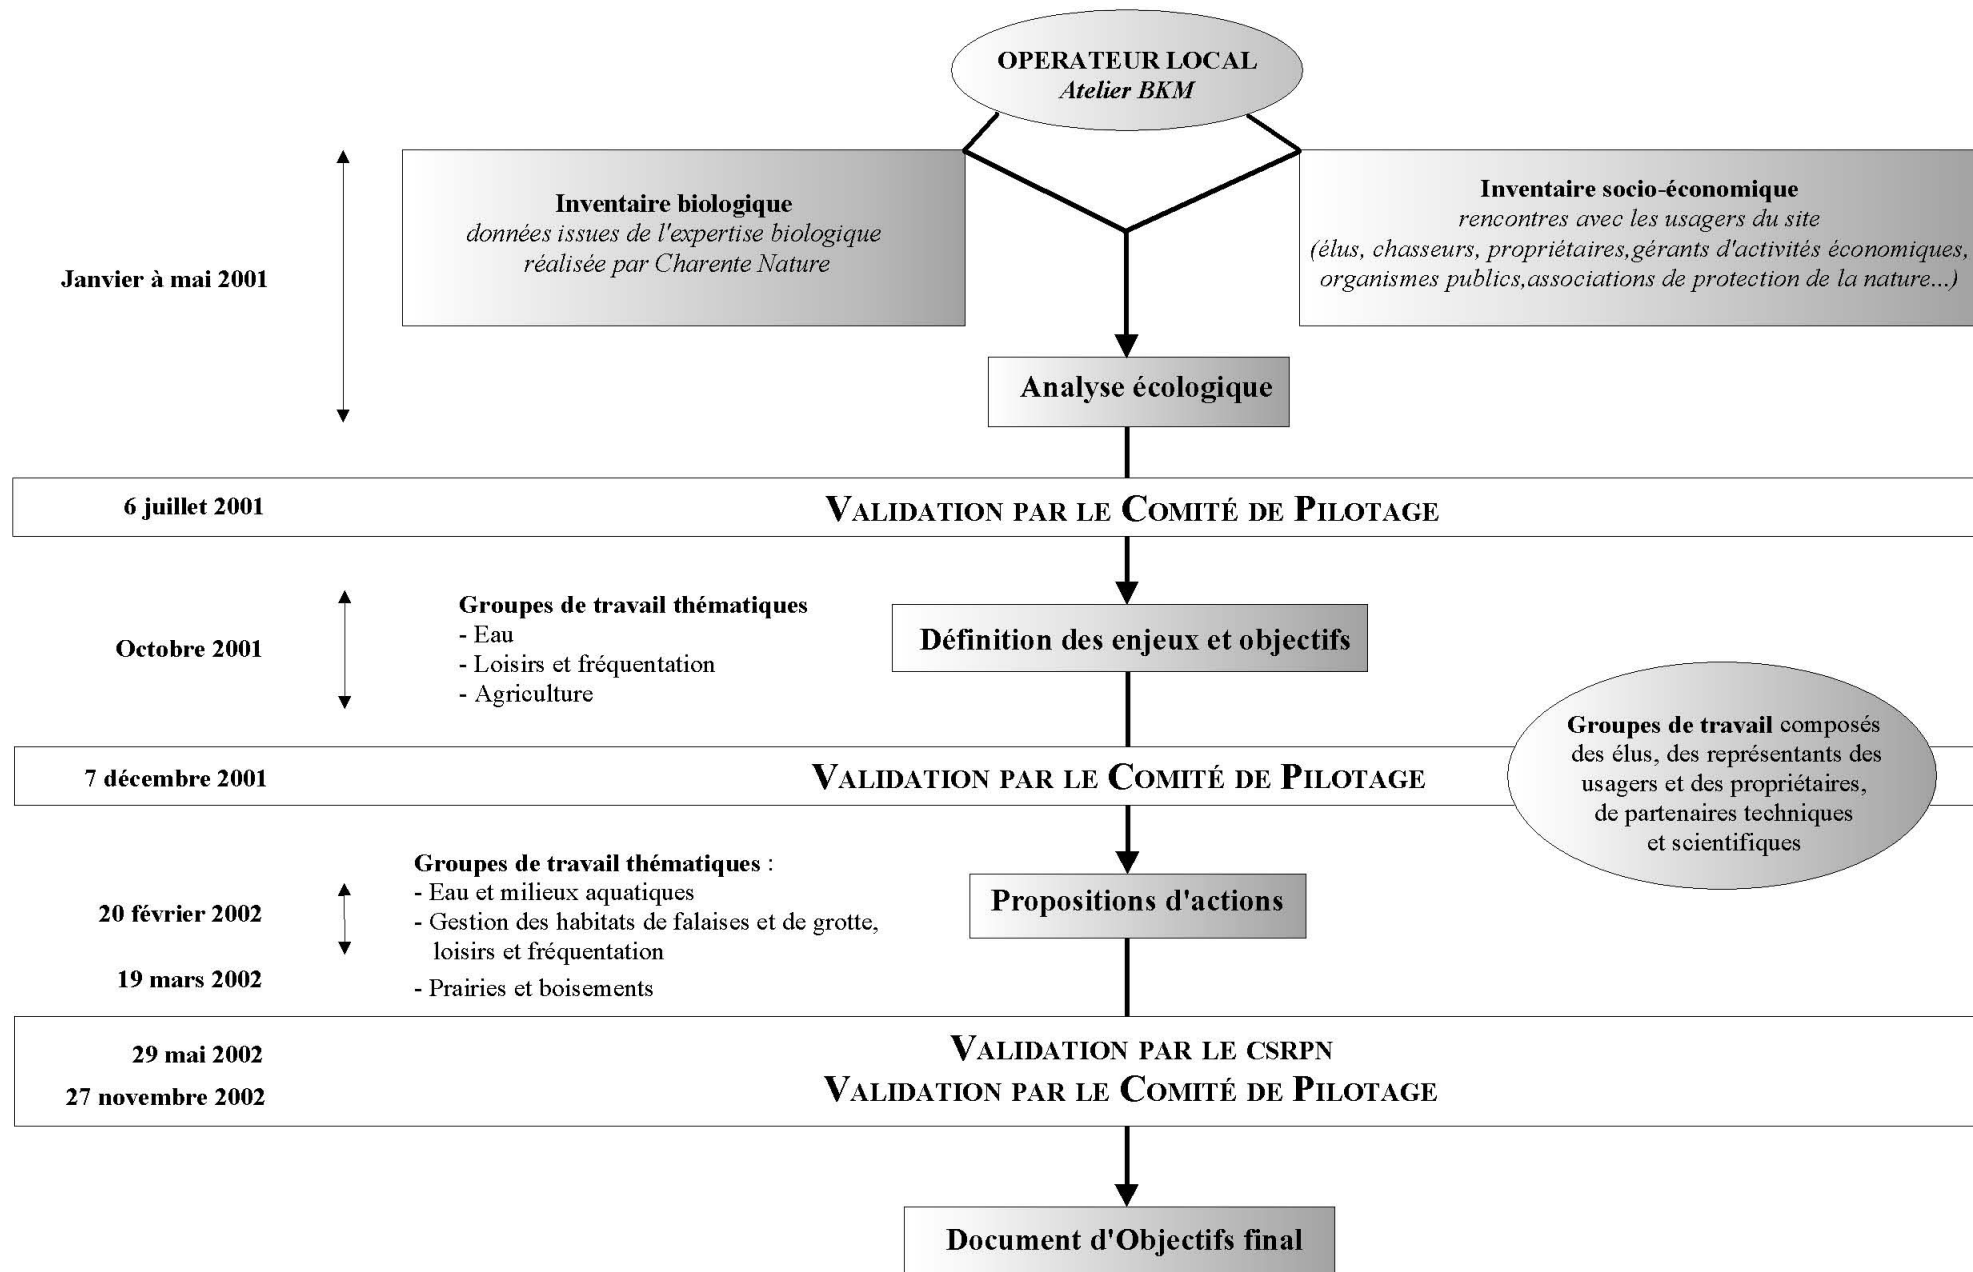 OPERATEUR LOCAL
Atelier BKM
Inventaire biologique
données issues de l'expertise biologique
réalisée par Charente Nature
Inventaire socio-économique
rencontres avec les usagers du site
(élus, chasseurs, propriétaires,gérants d'activités économiques,
organismes publics,associations de protection de la nature...)
Janvier à mai 2001
Analyse écologique
6 juillet 2001
VALIDATION PAR LE COMITÉ DE PILOTAGE
Octobre 2001
Groupes de travail thématiques
- Eau
- Loisirs et fréquentation
- Agriculture
Définition des enjeux et objectifs
7 décembre 2001
VALIDATION PAR LE COMITÉ DE PILOTAGE
Groupes de travail composés
des élus, des représentants des
usagers et des propriétaires,
de partenaires techniques
et scientifiques
20 février 2002
19 mars 2002
Groupes de travail thématiques :
- Eau et milieux aquatiques
- Gestion des habitats de falaises et de grotte,
loisirs et fréquentation
- Prairies et boisements
Propositions d'actions
29 mai 2002
VALIDATION PAR LE CSRPN
27 novembre 2002
VALIDATION PAR LE COMITÉ DE PILOTAGE
Document d'Objectifs final